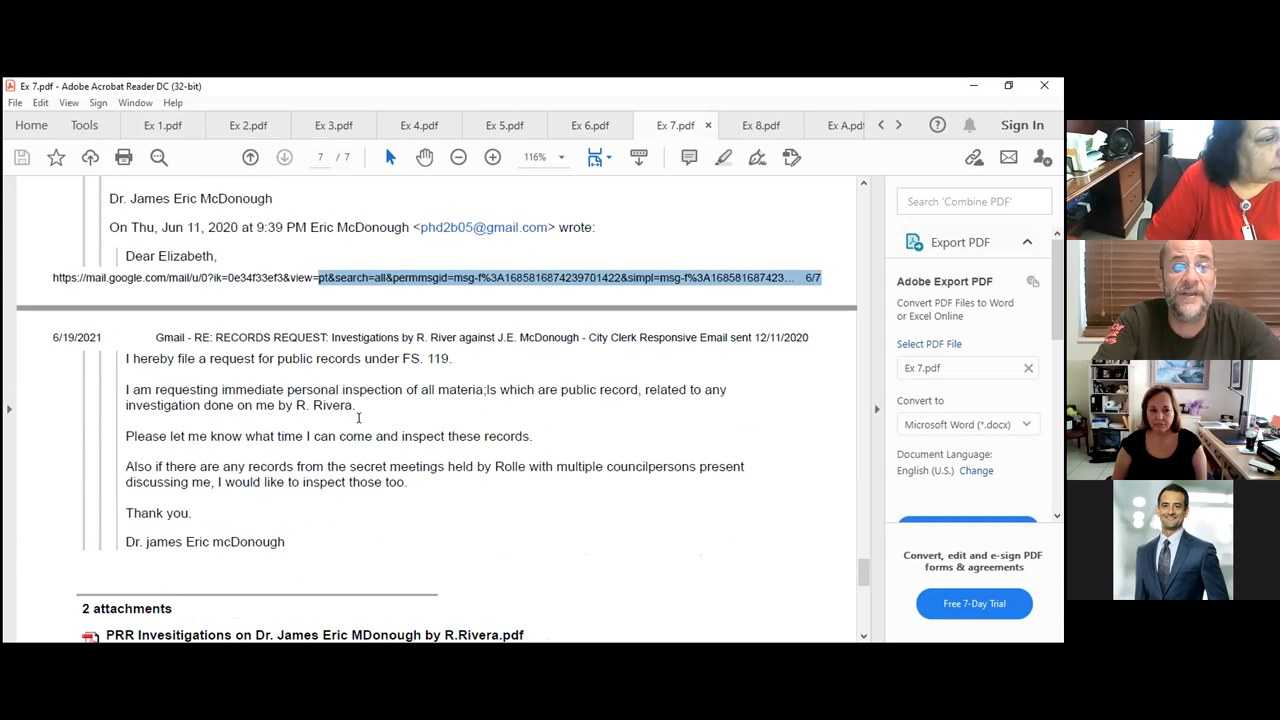 Ex 7.pdf - Adobe Acrobat Reader DC (32-bit)
File Edit View Sign Window Help
Home Tools Ex 1.pdf Ex 2.pdf Ex 3.pdf Ex 4.pdf Ex 5.pdf Ex 6.pdf Ex 7.pdf × Ex 8.pdf Ex A.pdf Sign In
7 / 7 116%
Dr. James Eric McDonough
On Thu, Jun 11, 2020 at 9:39 PM Eric McDonough <phd2b05@gmail.com> wrote:
Dear Elizabeth,
https://mail.google.com/mail/u/0?ik=0e34f33ef3&view=pt&search=all&permmsgid=msg-f%3A1685816874239701422&simpl=msg-f%3A168581687423... 6/7
6/19/2021 Gmail - RE: RECORDS REQUEST: Investigations by R. River against J.E. McDonough - City Clerk Responsive Email sent 12/11/2020
I hereby file a request for public records under FS. 119.
I am requesting immediate personal inspection of all materia;ls which are public record, related to any
investigation done on me by R. Rivera.
Please let me know what time I can come and inspect these records.
Also if there are any records from the secret meetings held by Rolle with multiple councilpersons present
discussing me, I would like to inspect those too.
Thank you.
Dr. james Eric mcDonough
2 attachments
PRR Invesitigations on Dr. James Eric MDonough by R.Rivera.pdf
Search 'Combine PDF'
Export PDF
Adobe Export PDF
Convert PDF Files to Word
or Excel Online
Select PDF File
Ex 7.pdf
Convert to
Microsoft Word (*.docx)
Document Language:
English (U.S.) Change
Convert, edit and e-sign PDF
forms & agreements
Free 7-Day Trial